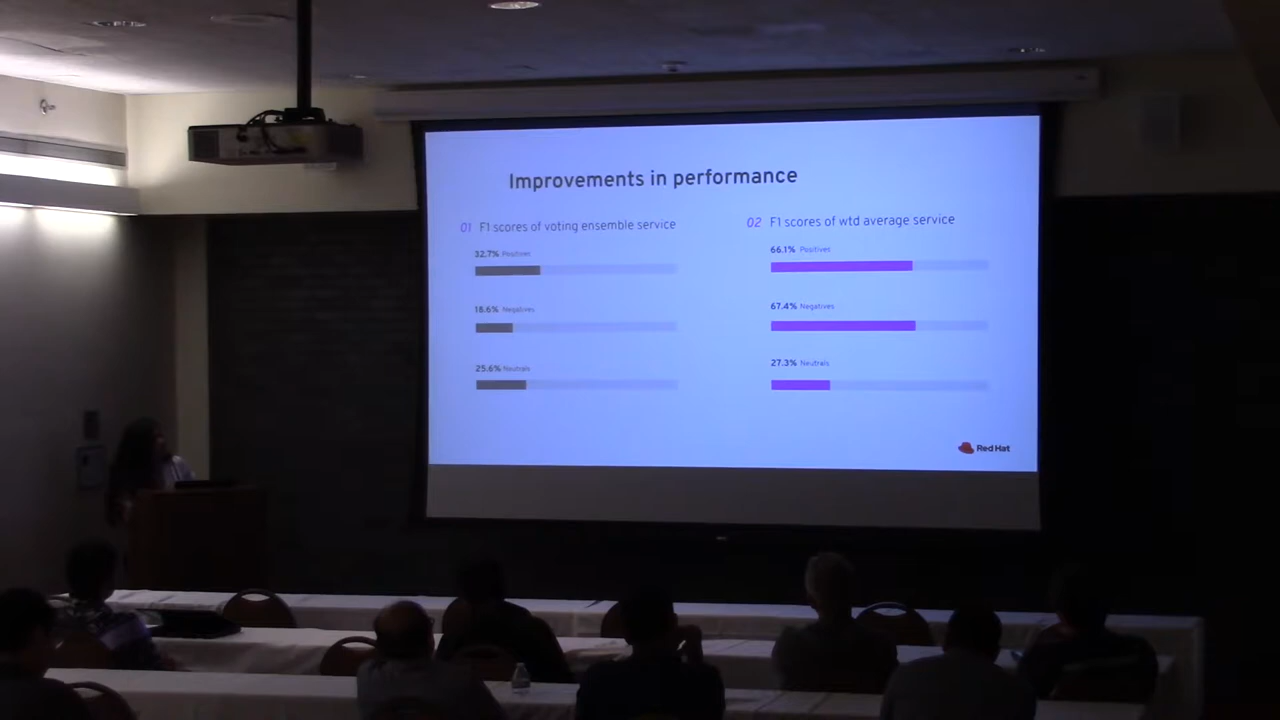 Improvements in performance
01 F1 scores of voting ensemble service
32.7% Positives
18.6% Negatives
25.6% Neutrals
02 F1 scores of wtd average service
66.1% Positives
67.4% Negatives
27.3% Neutrals
Red Hat